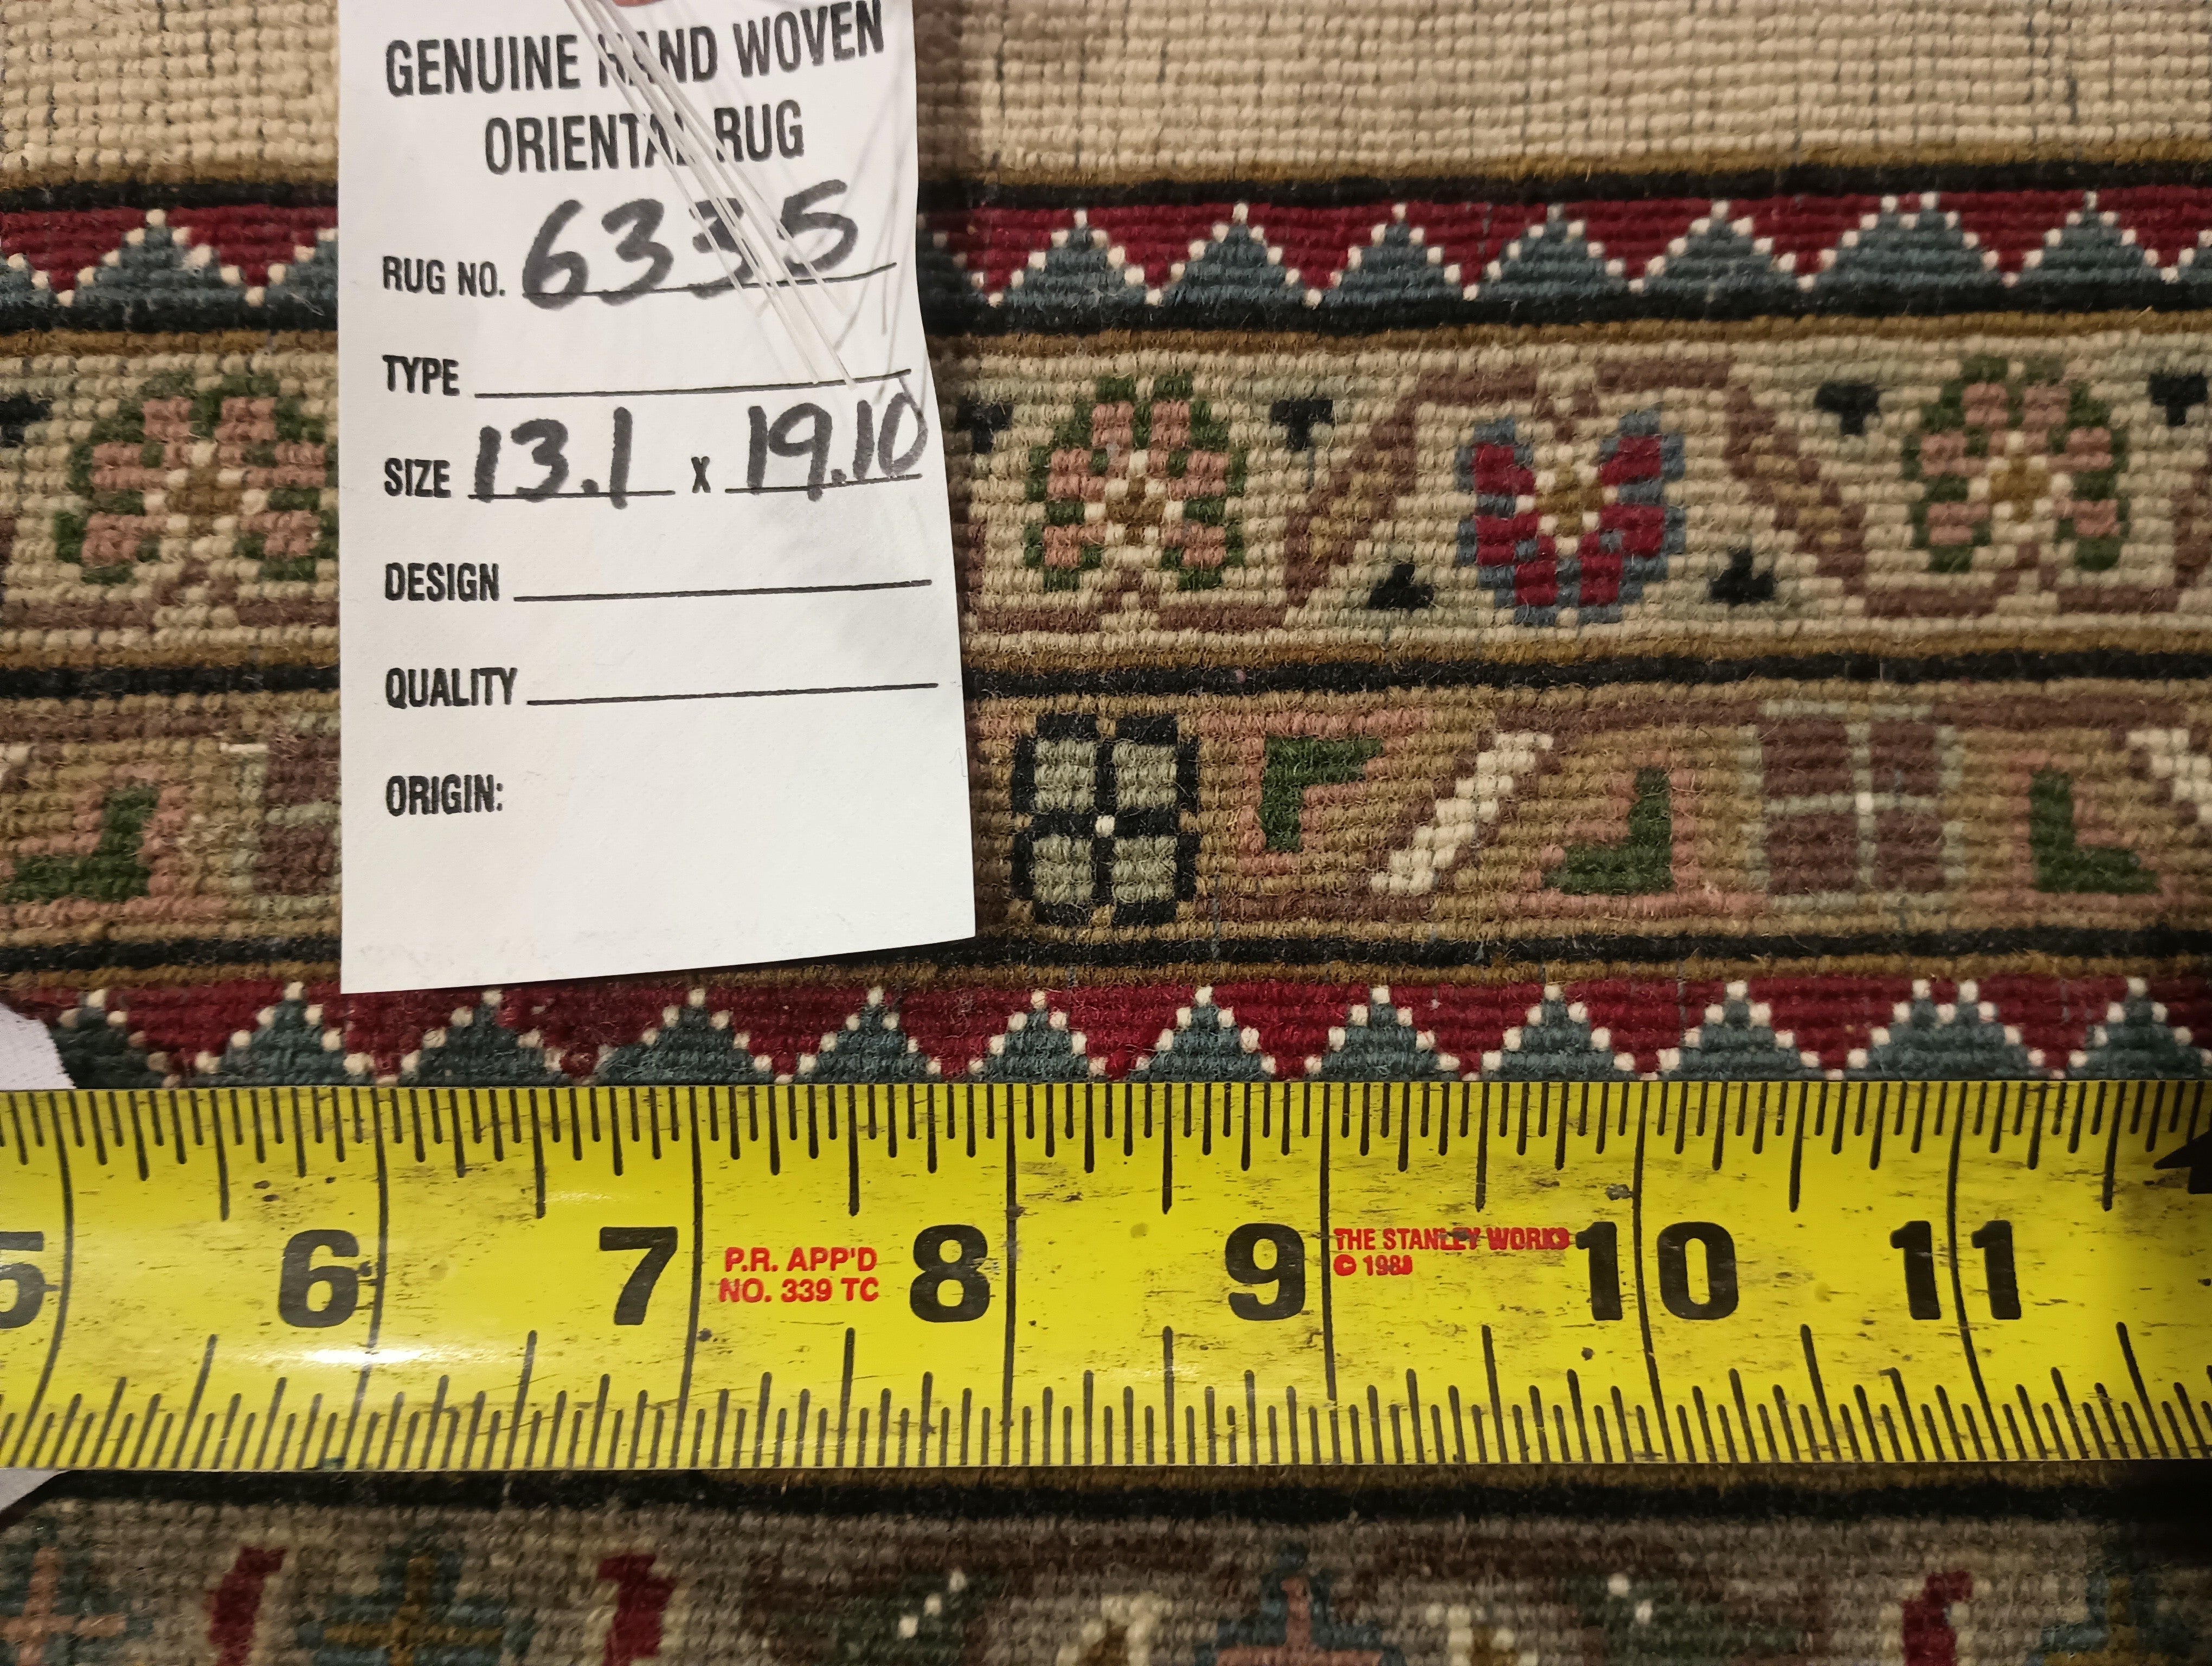 GENUINE HAND WOVEN
ORIENTAL RUG
RUG NO. 6335
TYPE
SIZE 13.1 x 19.10
DESIGN
QUALITY
ORIGIN:
5 6 7 8 9 10 11
P.R. APP'D
NO. 339 TC
THE STANLEY WORKS
©